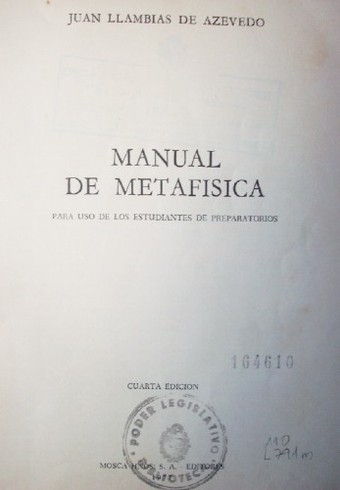 JUAN LLAMBIAS DE AZEVEDO
MANUAL
DE METAFISICA
PARA USO DE LOS ESTUDIANTES DE PREPARATORIOS
164610
CUARTA EDICION
PODER LEGISLATIVO
BIBLIOTECA
110
L791m
MOSCA HNOS. S. A. EDITORES